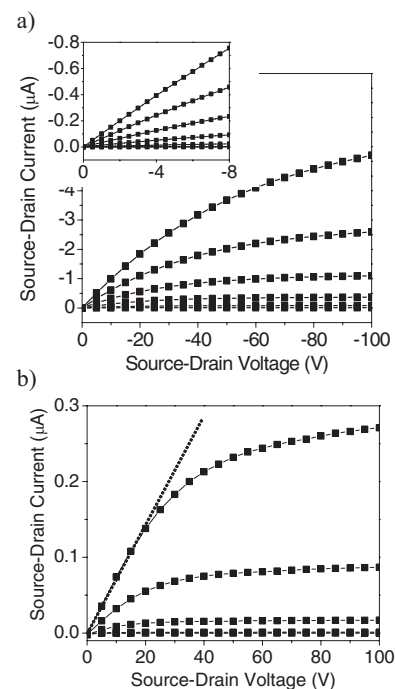 a)
-0.8
-0.6
-0.4
-0.2
0.0
0 -4 -8
-4
-3
-2
-1
0
0 -20 -40 -60 -80 -100
Source-Drain Current (μA)
Source-Drain Voltage (V)
b)
0.3
0.2
0.1
0.0
0 20 40 60 80 100
Source-Drain Current (μA)
Source-Drain Voltage (V)